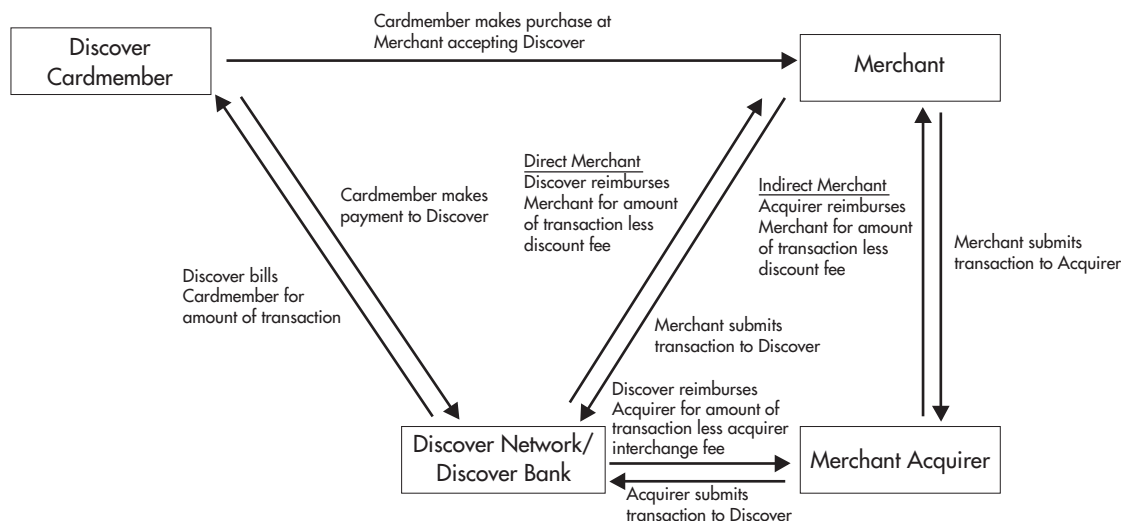 Cardmember makes purchase at
Merchant accepting Discover
Discover
Cardmember
Merchant
Direct Merchant
Discover reimburses
Merchant for amount
of transaction less
discount fee
Indirect Merchant
Acquirer reimburses
Merchant for amount
of transaction less
discount fee
Cardmember makes
payment to Discover
Merchant submits
transaction to Acquirer
Discover bills
Cardmember for
amount of transaction
Merchant submits
transaction to Discover
Discover reimburses
Acquirer for amount of
transaction less acquirer
interchange fee
Discover Network/
Discover Bank
Merchant Acquirer
Acquirer submits
transaction to Discover